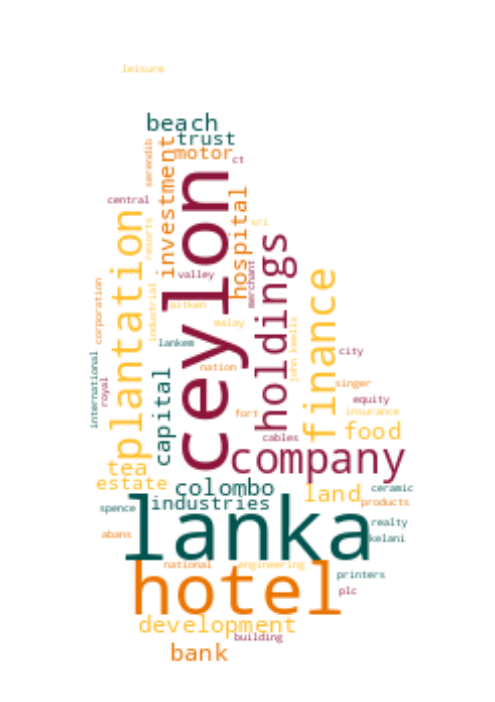 leisure
beach
trust
motor
ct
serendib
investment
central
ceylon
hospital
plantation
resorts
sri
holdings
valley
merchant
finance
corporation
industrial
aitken
malay
john keells
lankem
city
international
royal
capital
nation
singer
equity
fort
insurance
food
cables
company
tea
estate
colombo
land
ceramic
industries
products
spence
lanka
realty
abans
kelani
national
engineering
hotel
printers
plc
development
building
bank